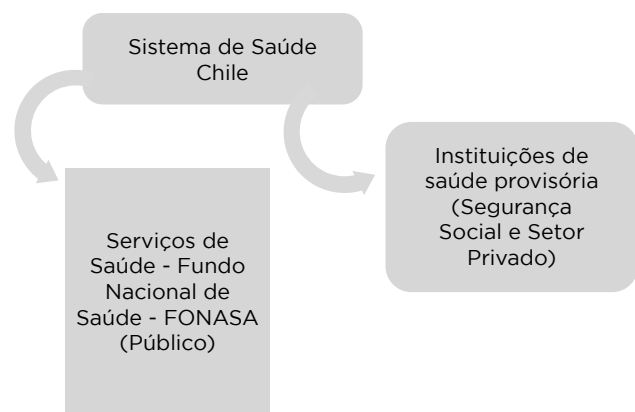 Sistema de Saúde
Chile
Instituições de
saúde provisória
(Segurança
Social e Setor
Privado)
Serviços de
Saúde - Fundo
Nacional de
Saúde - FONASA
(Público)